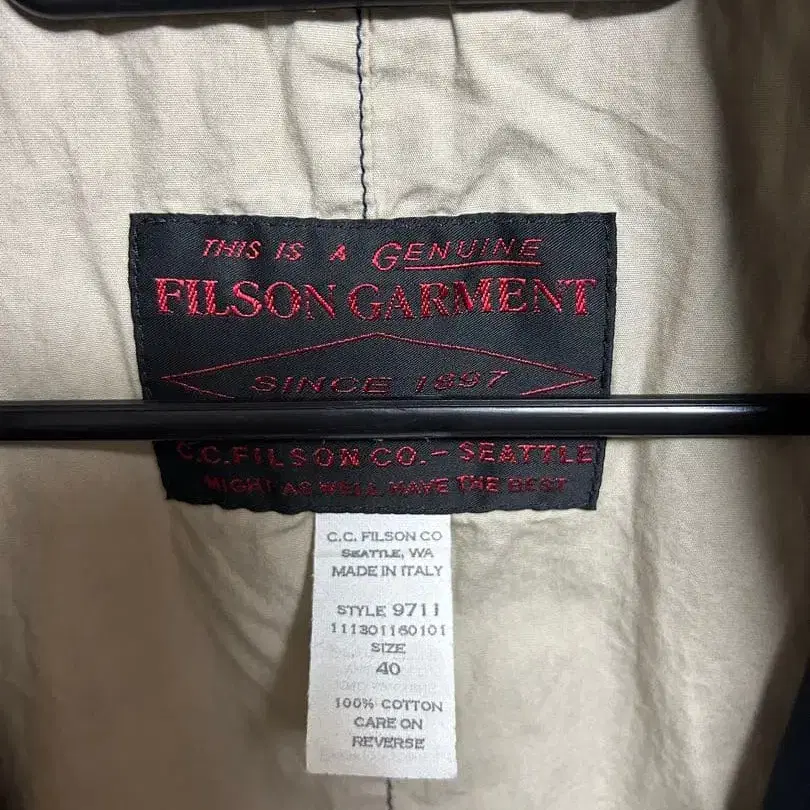 THIS IS A GENUINE
FILSON GARMENT
SINCE 1897
C.C.FILSON CO.- SEATTLE
MIGHT AS WELL HAVE THE BEST
C.C. FILSON CO
SEATTLE, WA
MADE IN ITALY
STYLE 9711
111301160101
SIZE
40
100% COTTON
CARE ON
REVERSE